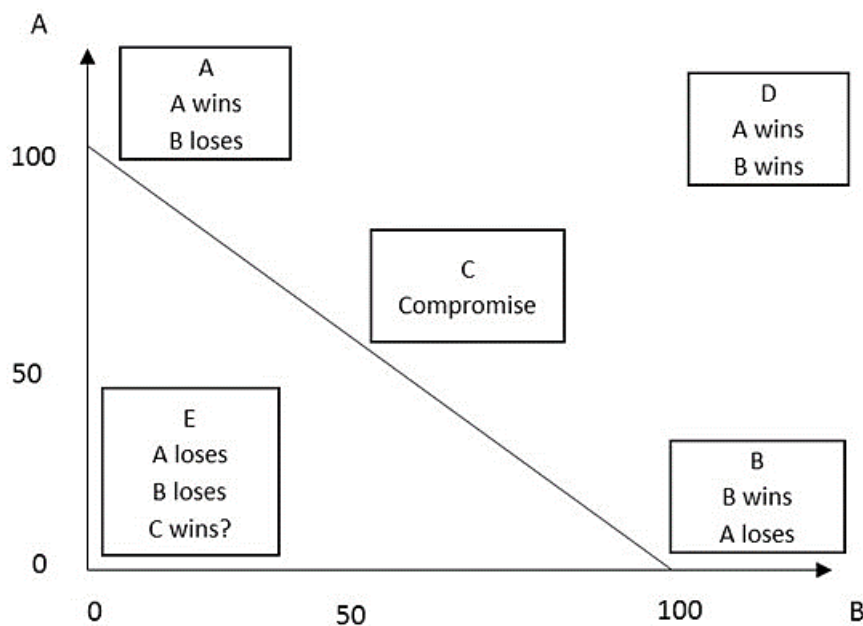 A
A
A wins
B loses
D
A wins
B wins
100
C
Compromise
50
E
A loses
B loses
C wins?
B
B wins
A loses
0
0
50
100
B